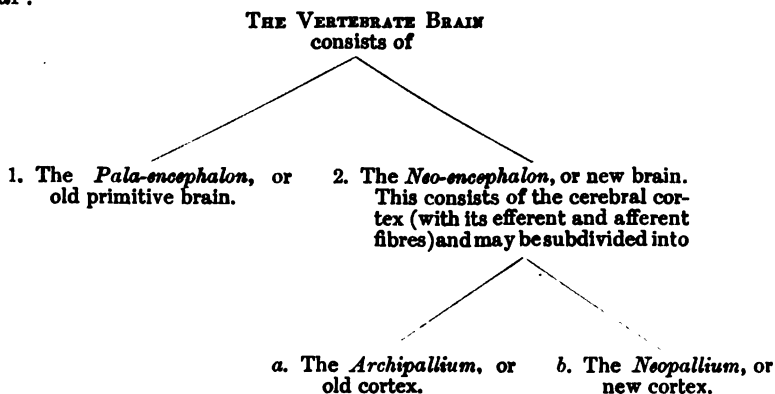 The Vertebrate Brain
consists of
1. The Palæ-encephalon, or
old primitive brain.
2. The Neo-encephalon, or new brain.
This consists of the cerebral cor-
tex (with its efferent and afferent
fibres) and may be subdivided into
a. The Archipallium, or
old cortex.
b. The Neopallium, or
new cortex.